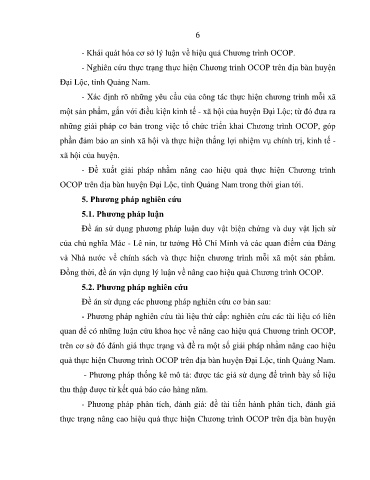 6
- Khái quát hóa cơ sở lý luận về hiệu quả Chương trình OCOP.
- Nghiên cứu thực trạng thực hiện Chương trình OCOP trên địa bàn huyện
Đại Lộc, tỉnh Quảng Nam.
- Xác định rõ những yêu cầu của công tác thực hiện chương trình mỗi xã
một sản phẩm, gắn với điều kiện kinh tế - xã hội của huyện Đại Lộc; từ đó đưa ra
những giải pháp cơ bản trong việc tổ chức triển khai Chương trình OCOP, góp
phần đảm bảo an sinh xã hội và thực hiện thắng lợi nhiệm vụ chính trị, kinh tế -
xã hội của huyện.
- Đề xuất giải pháp nhằm nâng cao hiệu quả thực hiện Chương trình
OCOP trên địa bàn huyện Đại Lộc, tỉnh Quảng Nam trong thời gian tới.
5. Phương pháp nghiên cứu
5.1. Phương pháp luận
Đề án sử dụng phương pháp luận duy vật biện chứng và duy vật lịch sử
của chủ nghĩa Mác - Lê nin, tư tưởng Hồ Chí Minh và các quan điểm của Đảng
và Nhà nước về chính sách và thực hiện chương trình mỗi xã một sản phẩm.
Đồng thời, đề án vận dụng lý luận về nâng cao hiệu quả Chương trình OCOP.
5.2. Phương pháp nghiên cứu
Đề án sử dụng các phương pháp nghiên cứu cơ bản sau:
- Phương pháp nghiên cứu tài liệu thứ cấp: nghiên cứu các tài liệu có liên
quan để có những luận cứu khoa học về nâng cao hiệu quả Chương trình OCOP,
trên cơ sở đó đánh giá thực trạng và đề ra một số giải pháp nhằm nâng cao hiệu
quả thực hiện Chương trình OCOP trên địa bàn huyện Đại Lộc, tỉnh Quảng Nam.
- Phương pháp thống kê mô tả: được tác giả sử dụng để trình bày số liệu
thu thập được từ kết quả báo cáo hàng năm.
- Phương pháp phân tích, đánh giá: đề tài tiến hành phân tích, đánh giá
thực trạng nâng cao hiệu quả thực hiện Chương trình OCOP trên địa bàn huyện